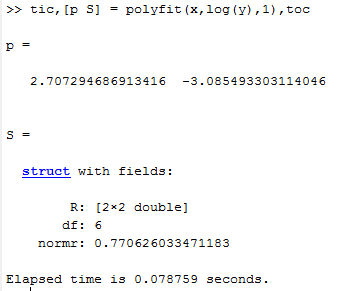 >> tic,[p S] = polyfit(x,log(y),1),toc
p =
2.707294686913416 -3.085493303114046
S =
struct with fields:
R: [2×2 double]
df: 6
normr: 0.770626033471183
Elapsed time is 0.078759 seconds.